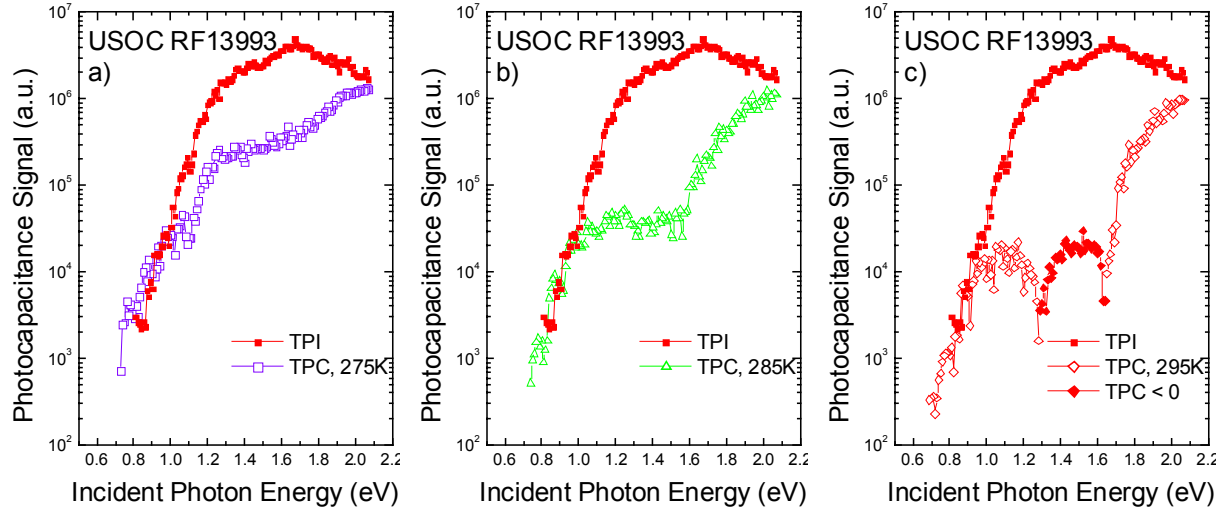 Photocapacitance Signal (a.u.)
10^7
10^6
10^5
10^4
10^3
10^2
USOC RF13993
a)
TPI
TPC, 275K
0.6 0.8 1.0 1.2 1.4 1.6 1.8 2.0 2.2
Incident Photon Energy (eV)
Photocapacitance Signal (a.u.)
10^7
10^6
10^5
10^4
10^3
10^2
USOC RF13993
b)
TPI
TPC, 285K
0.6 0.8 1.0 1.2 1.4 1.6 1.8 2.0 2.2
Incident Photon Energy (eV)
Photocapacitance Signal (a.u.)
10^7
10^6
10^5
10^4
10^3
10^2
USOC RF13993
c)
TPI
TPC, 295K
TPC < 0
0.6 0.8 1.0 1.2 1.4 1.6 1.8 2.0 2.2
Incident Photon Energy (eV)